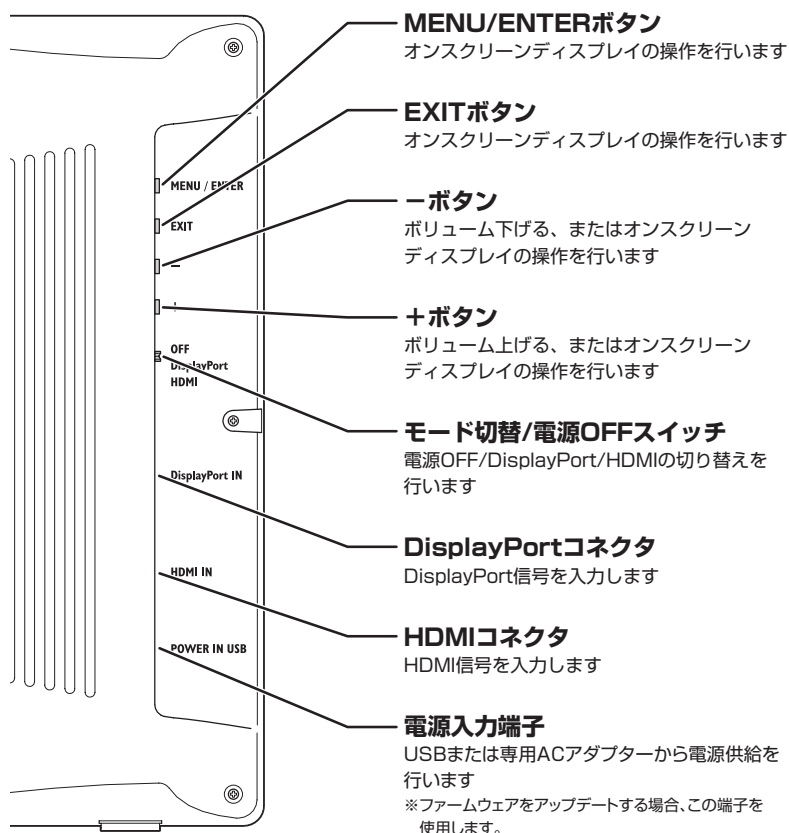 MENU/ENTERボタン
オンスクリーンディスプレイの操作を行います
EXITボタン
オンスクリーンディスプレイの操作を行います
－ボタン
ボリューム下げる、またはオンスクリーン
ディスプレイの操作を行います
＋ボタン
ボリューム上げる、またはオンスクリーン
ディスプレイの操作を行います
モード切替/電源OFFスイッチ
電源OFF/DisplayPort/HDMIの切り替えを
行います
DisplayPortコネクタ
DisplayPort信号を入力します
HDMIコネクタ
HDMI信号を入力します
電源入力端子
USBまたは専用ACアダプターから電源供給を
行います
※ファームウェアをアップデートする場合、この端子を
使用します。
MENU / ENTER
EXIT
−
+
OFF
DisplayPort
HDMI
DisplayPort IN
HDMI IN
POWER IN USB